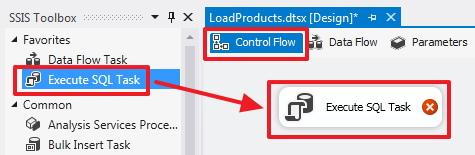 SSIS Toolbox
Favorites
Data Flow Task
Execute SQL Task
Common
Analysis Services Proce...
Bulk Insert Task
LoadProducts.dtsx [Design]*
Control Flow
Data Flow
Parameters
Execute SQL Task